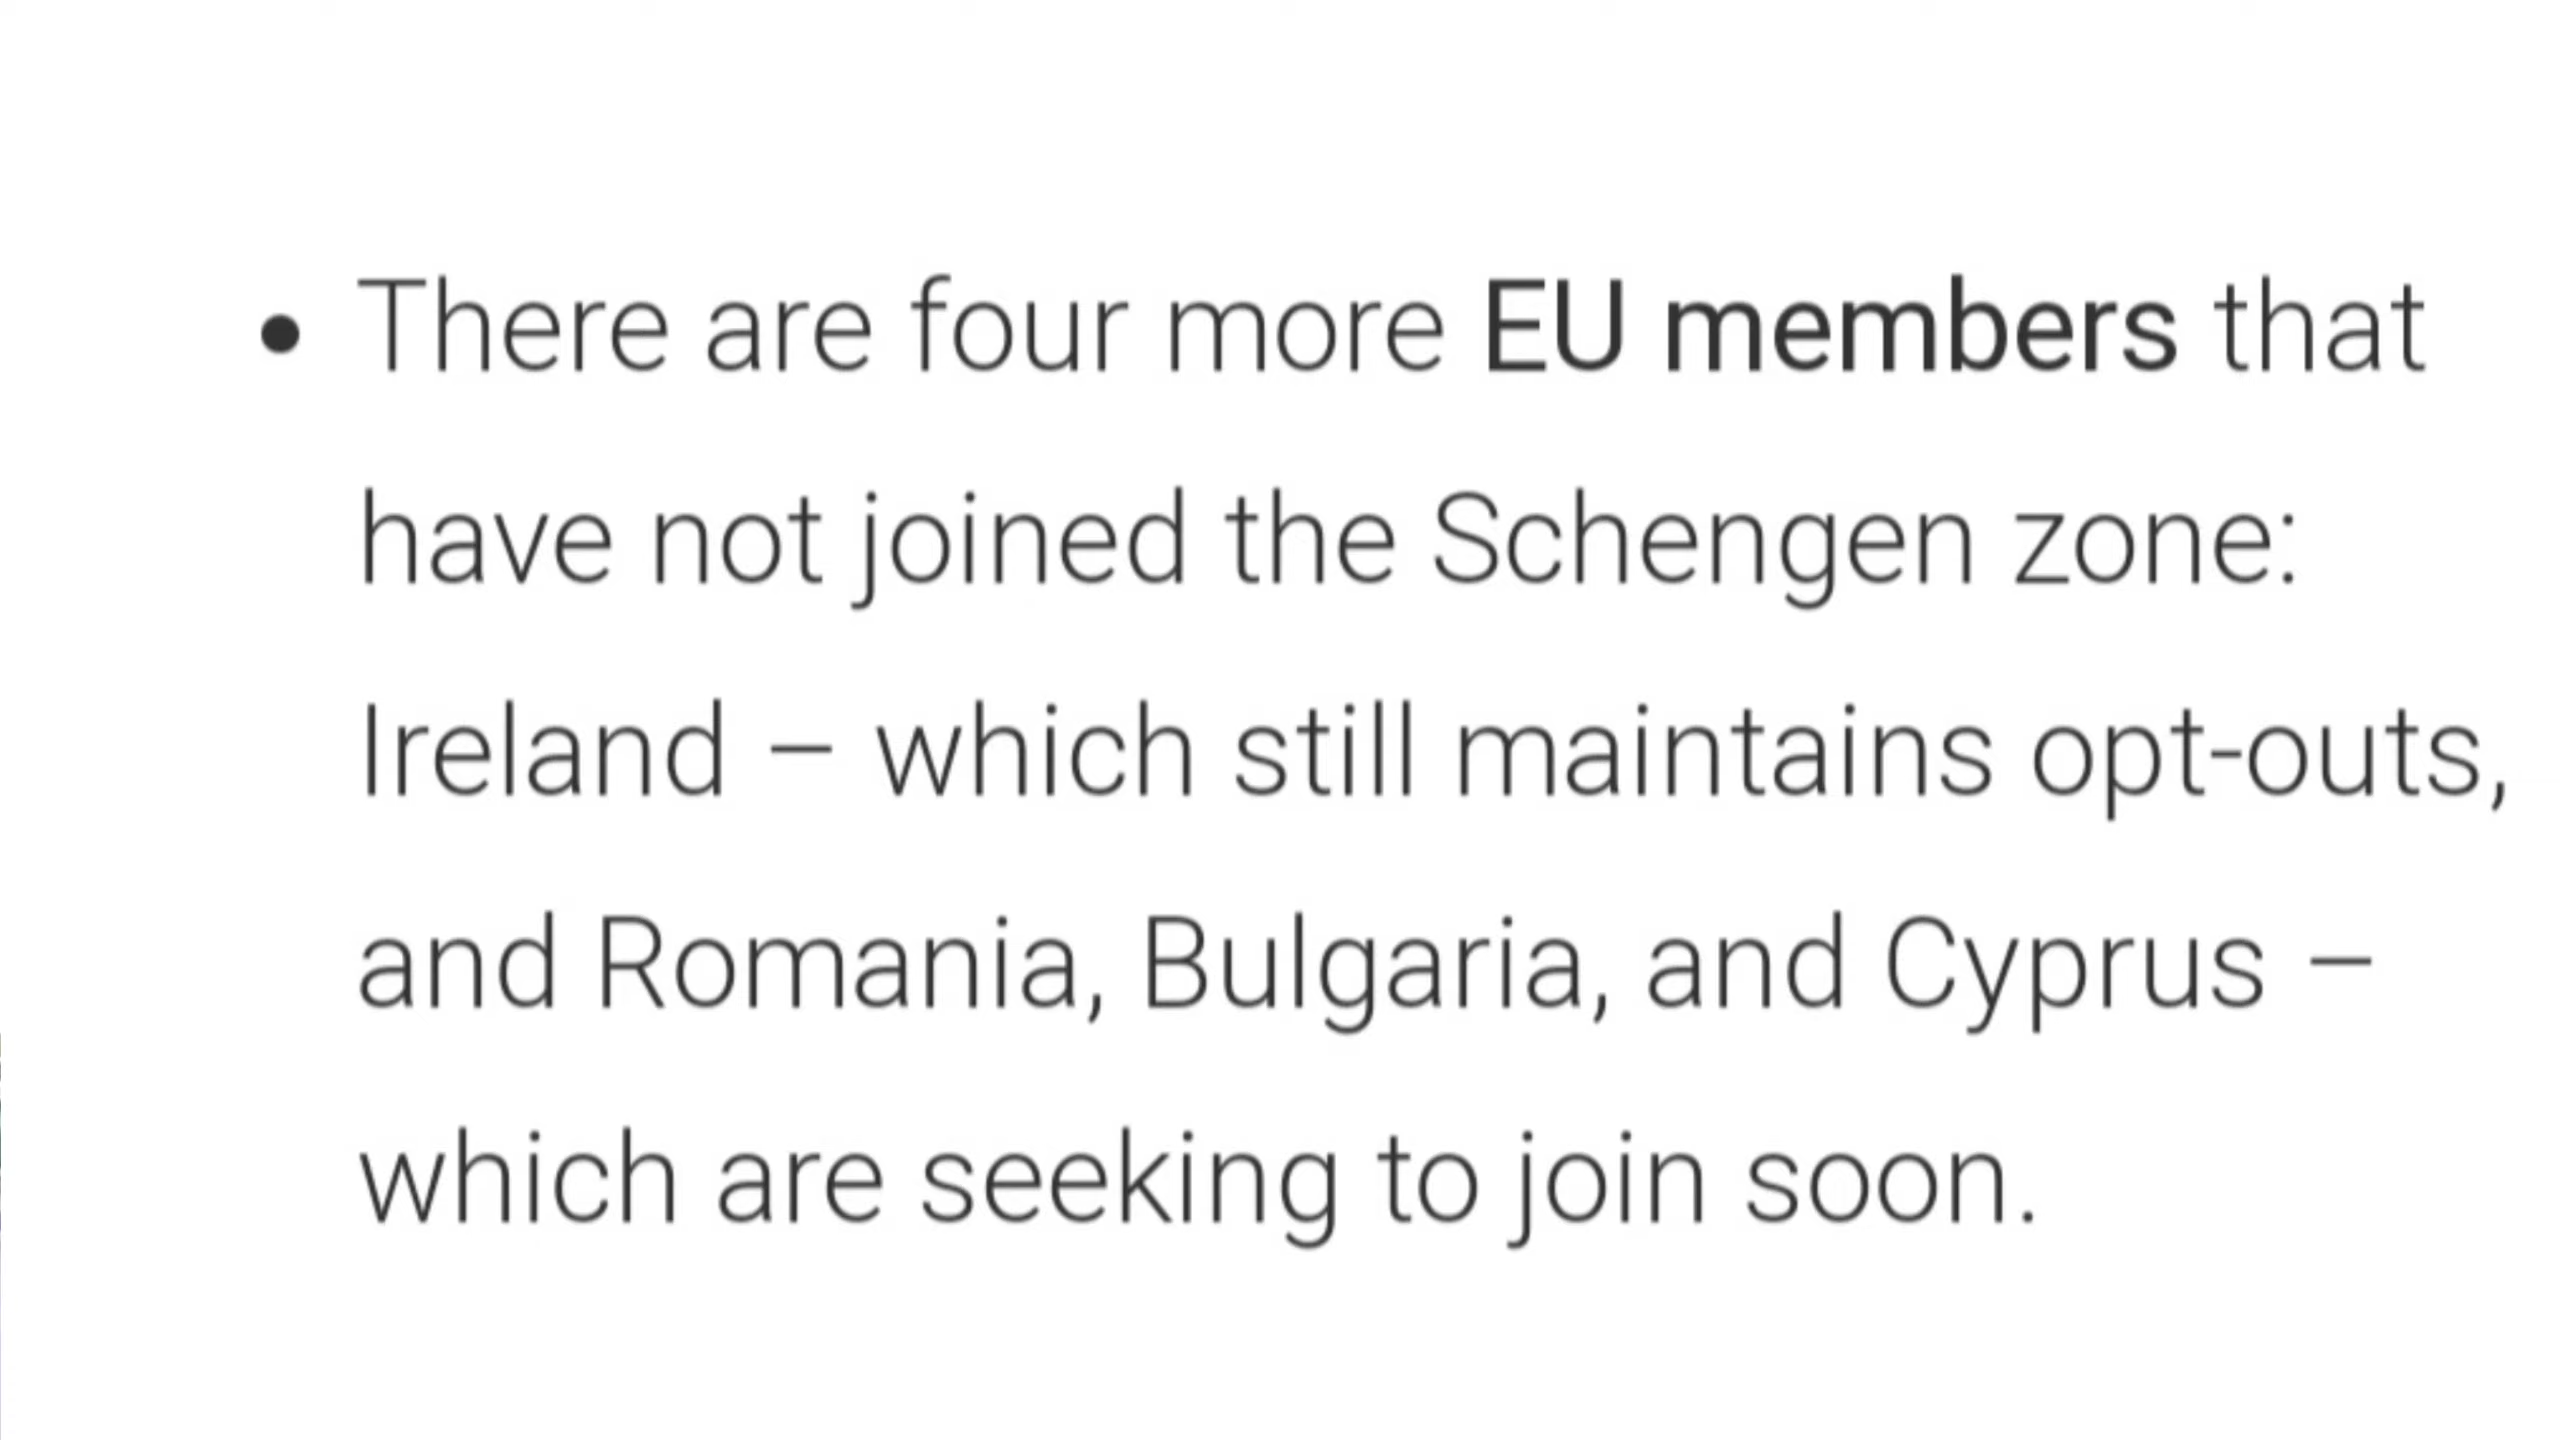 • There are four more EU members that
have not joined the Schengen zone:
Ireland – which still maintains opt-outs,
and Romania, Bulgaria, and Cyprus –
which are seeking to join soon.